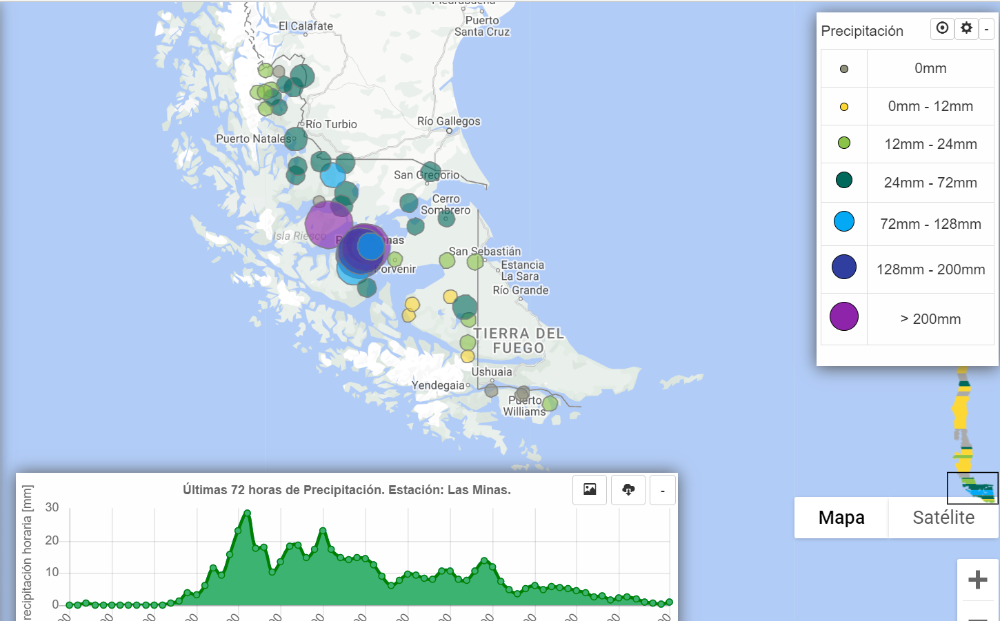 El Calafate
Puerto
Santa Cruz
Río Turbio
Río Gallegos
Puerto Natales
San Gregorio
Cerro
Sombrero
Isla Riesco
San Sebastián
Estancia
La Sara
Río Grande
TIERRA DEL
FUEGO
Ushuaia
Yendegaia
Puerto
Williams
Precipitación
-
0mm
0mm - 12mm
12mm - 24mm
24mm - 72mm
72mm - 128mm
128mm - 200mm
> 200mm
Mapa
Satélite
+
Últimas 72 horas de Precipitación. Estación: Las Minas.
-
horaria [mm]
30
20
10
0